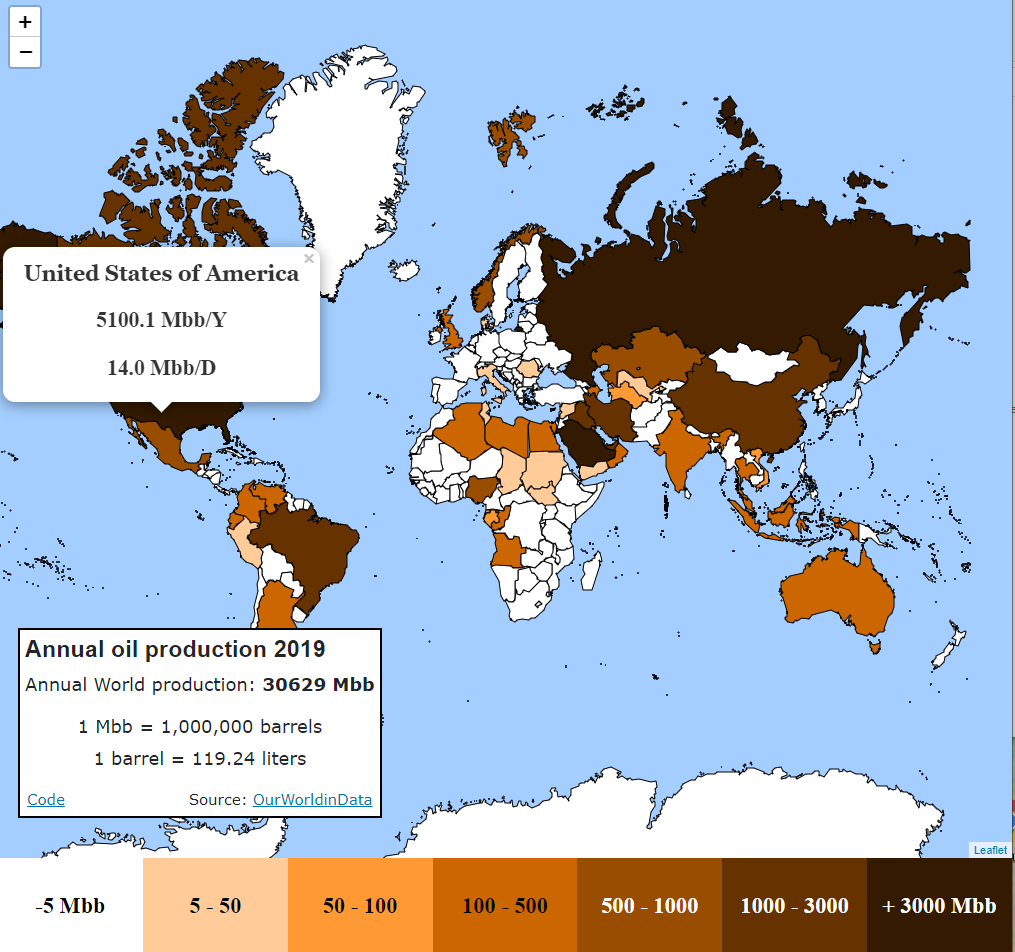 +
−
×
United States of America
5100.1 Mbb/Y
14.0 Mbb/D
Annual oil production 2019
Annual World production: 30629 Mbb
1 Mbb = 1,000,000 barrels
1 barrel = 119.24 liters
Code Source: OurWorldinData
Leaflet
-5 Mbb 5 - 50 50 - 100 100 - 500 500 - 1000 1000 - 3000 + 3000 Mbb